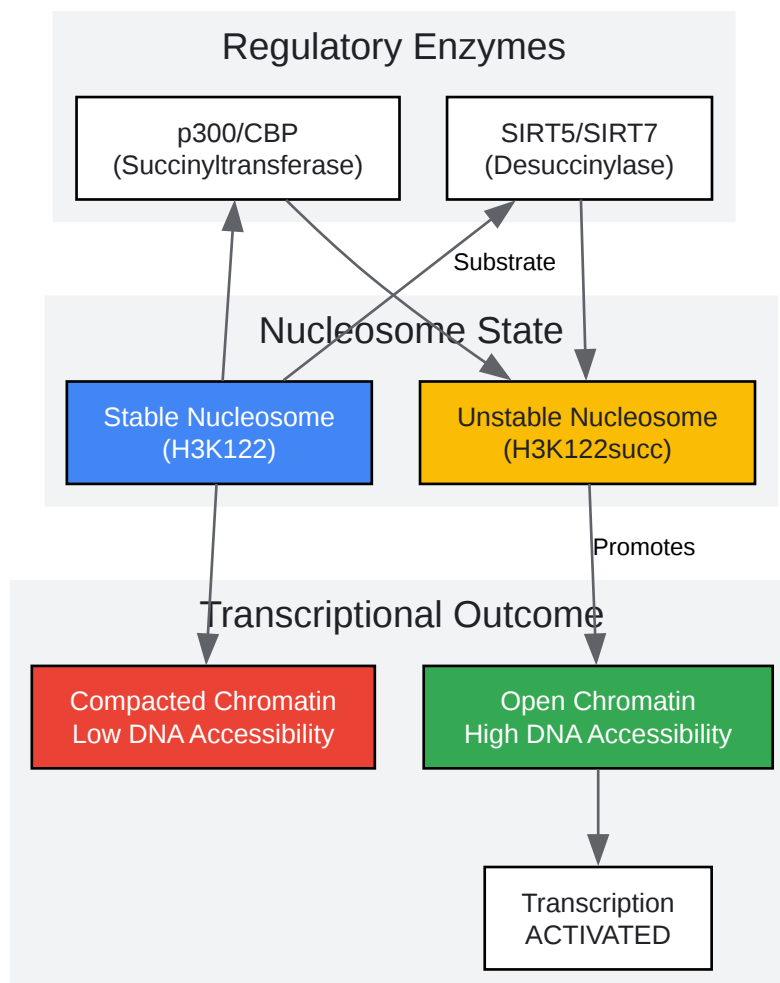 Regulatory Enzymes
p300/CBP
(Succinyltransferase)
SIRT5/SIRT7
(Desuccinylase)
Substrate
Nucleosome State
Stable Nucleosome
(H3K122)
Unstable Nucleosome
(H3K122succ)
Promotes
Transcriptional Outcome
Compacted Chromatin
Low DNA Accessibility
Open Chromatin
High DNA Accessibility
Transcription
ACTIVATED